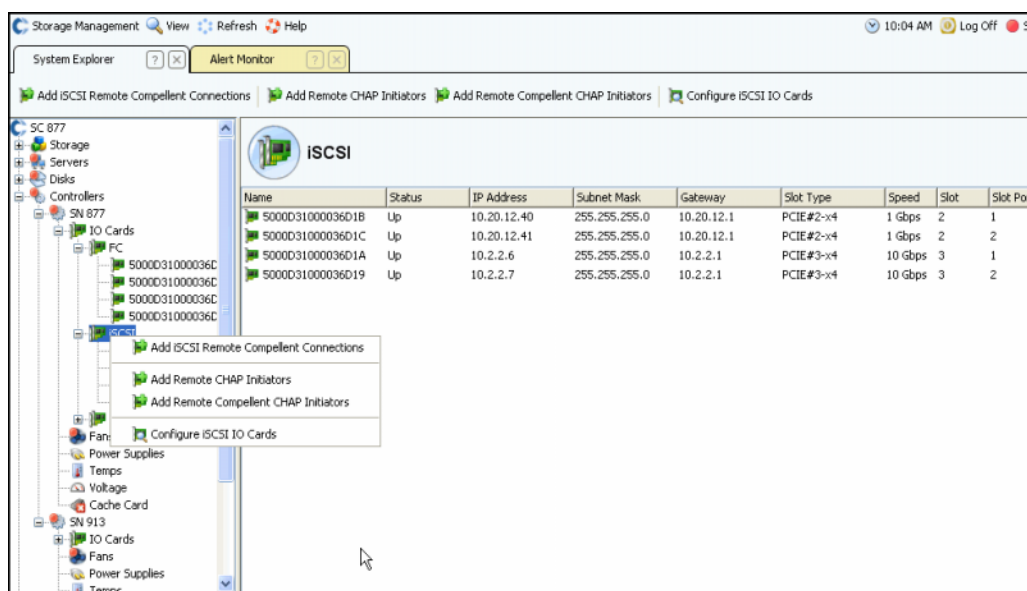 Storage Management View Refresh Help 10:04 AM Log Off
System Explorer ? Alert Monitor ?
Add iSCSI Remote Compellent Connections Add Remote CHAP Initiators Add Remote Compellent CHAP Initiators Configure iSCSI IO Cards
SC 877
Storage
Servers
Disks
Controllers
SN 877
IO Cards
FC
5000D31000036D
5000D31000036D
5000D31000036D
5000D31000036D
iSCSI
Fans
Power Supplies
Temps
Voltage
Cache Card
SN 913
IO Cards
Fans
Power Supplies
Temps
Add iSCSI Remote Compellent Connections
Add Remote CHAP Initiators
Add Remote Compellent CHAP Initiators
Configure iSCSI IO Cards
iSCSI
Name Status IP Address Subnet Mask Gateway Slot Type Speed Slot Slot Po
5000D31000036D1B Up 10.20.12.40 255.255.255.0 10.20.12.1 PCIE#2-x4 1 Gbps 2 1
5000D31000036D1C Up 10.20.12.41 255.255.255.0 10.20.12.1 PCIE#2-x4 1 Gbps 2 2
5000D31000036D1A Up 10.2.2.6 255.255.255.0 10.2.2.1 PCIE#3-x4 10 Gbps 3 1
5000D31000036D19 Up 10.2.2.7 255.255.255.0 10.2.2.1 PCIE#3-x4 10 Gbps 3 2